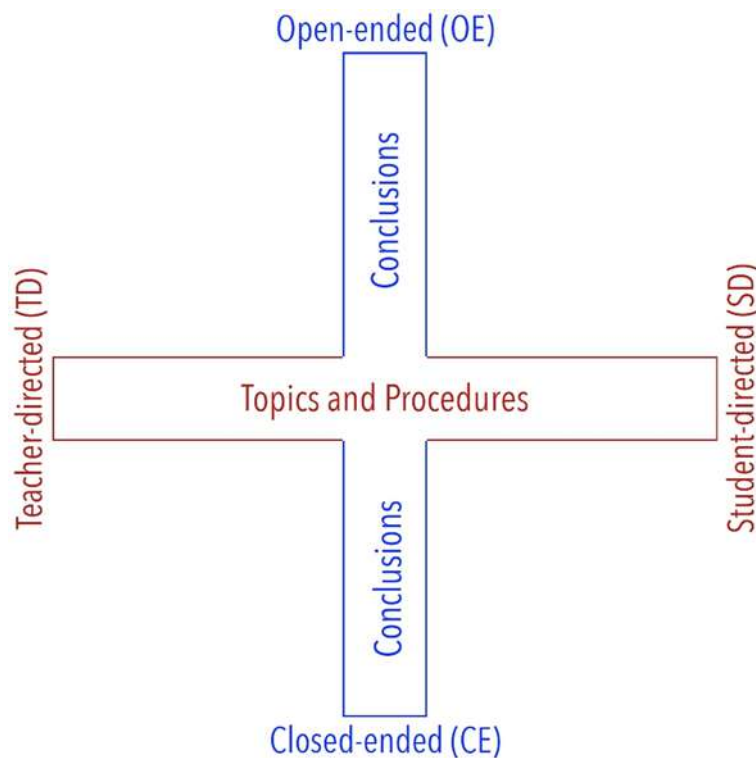 Open-ended (OE)
Conclusions
Teacher-directed (TD)
Topics and Procedures
Student-directed (SD)
Conclusions
Closed-ended (CE)